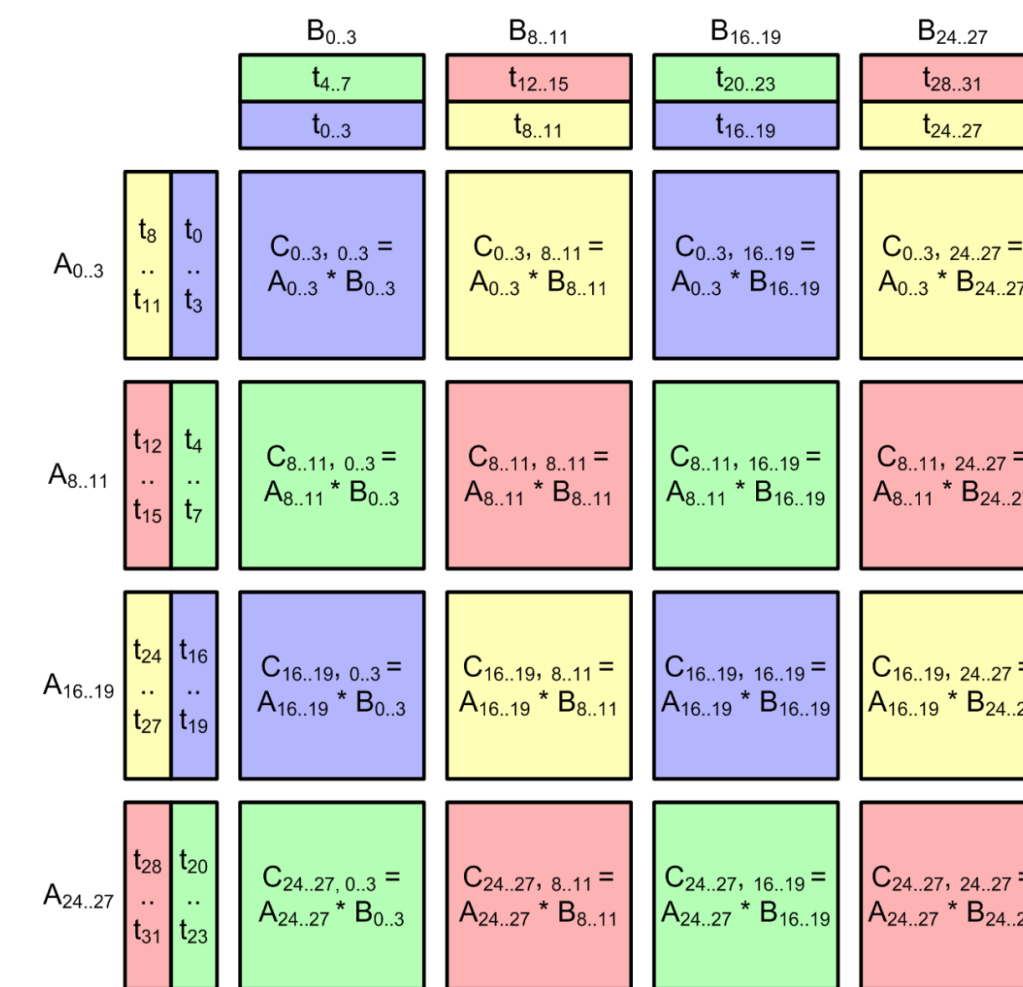 B0..3 B8..11 B16..19 B24..27
t4..7 t12..15 t20..23 t28..31
t0..3 t8..11 t16..19 t24..27
A0..3
t8
..
t11
t0
..
t3
C0..3, 0..3 =
A0..3 * B0..3
C0..3, 8..11 =
A0..3 * B8..11
C0..3, 16..19 =
A0..3 * B16..19
C0..3, 24..27 =
A0..3 * B24..27
A8..11
t12
..
t15
t4
..
t7
C8..11, 0..3 =
A8..11 * B0..3
C8..11, 8..11 =
A8..11 * B8..11
C8..11, 16..19 =
A8..11 * B16..19
C8..11, 24..27 =
A8..11 * B24..27
A16..19
t24
..
t27
t16
..
t19
C16..19, 0..3 =
A16..19 * B0..3
C16..19, 8..11 =
A16..19 * B8..11
C16..19, 16..19 =
A16..19 * B16..19
C16..19, 24..27 =
A16..19 * B24..2
A24..27
t28
..
t31
t20
..
t23
C24..27, 0..3 =
A24..27 * B0..3
C24..27, 8..11 =
A24..27 * B8..11
C24..27, 16..19 =
A24..27 * B16..19
C24..27, 24..27 =
A24..27 * B24..2